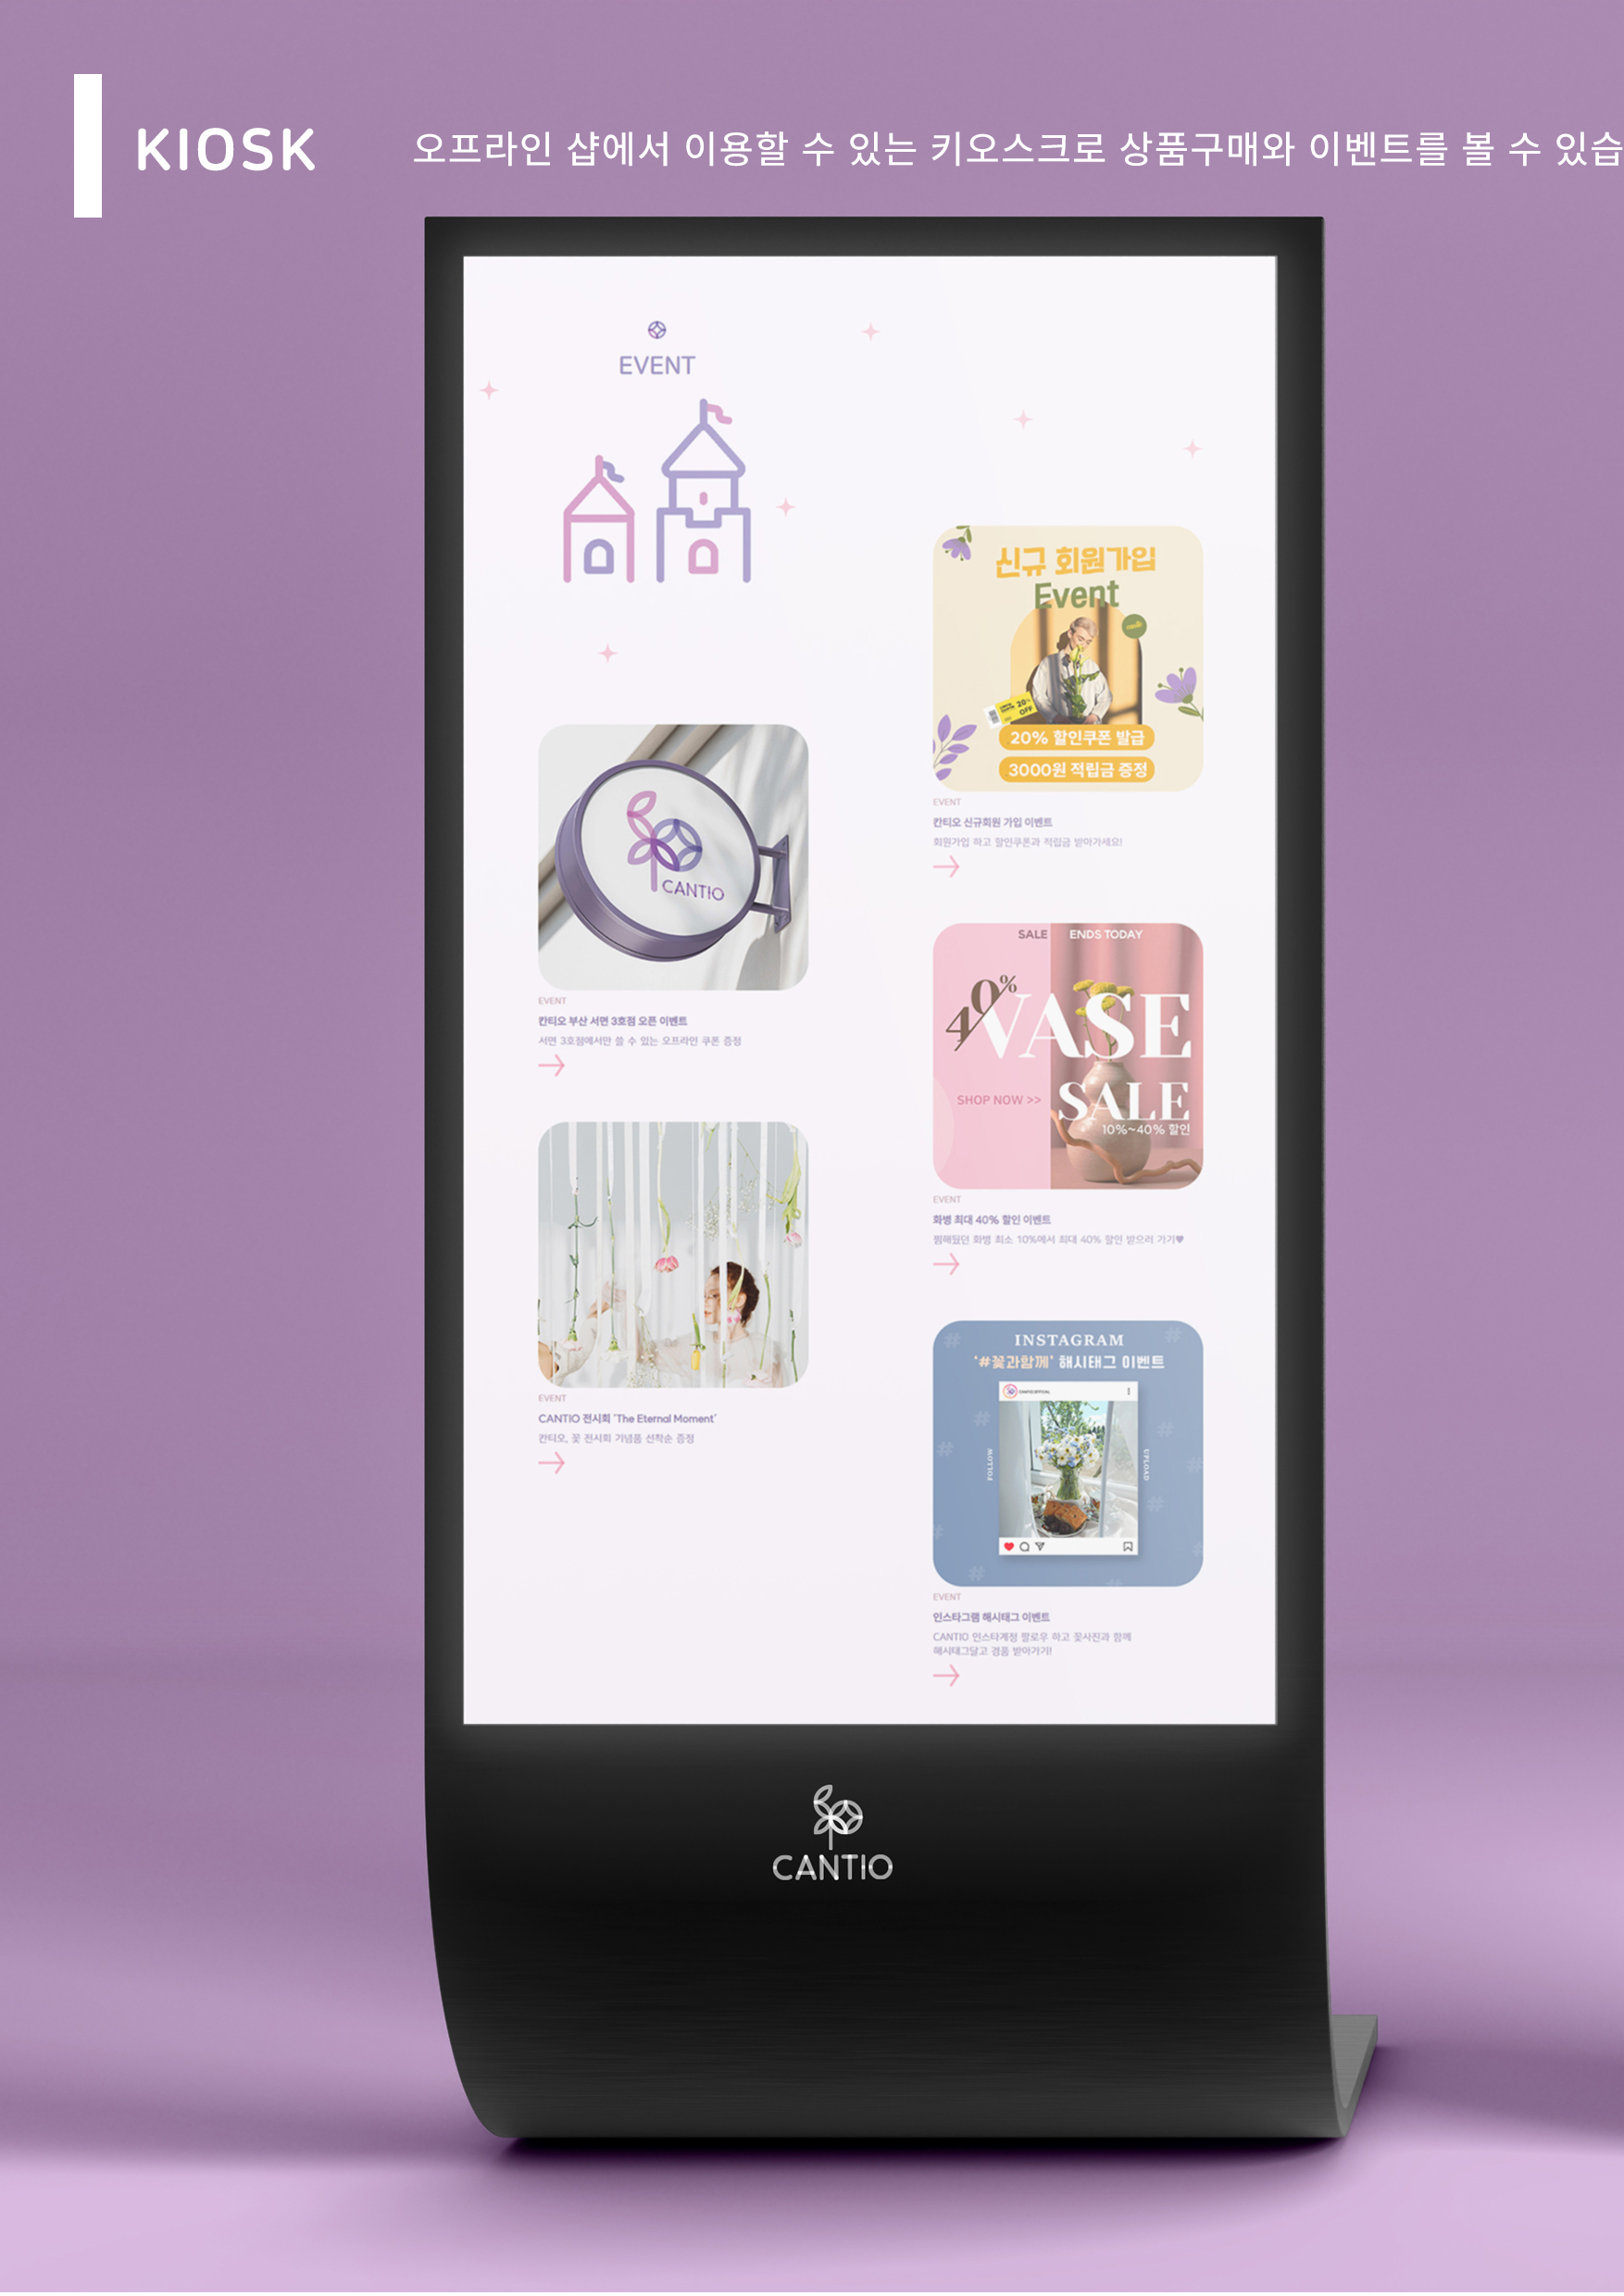 KIOSK
오프라인 샵에서 이용할 수 있는 키오스크로 상품구매와 이벤트를 볼 수 있습
EVENT
CANTIO
EVENT
칸티오 부산 서면 3호점 오픈 이벤트
서면 3호점에서만 쓸 수 있는 오프라인 쿠폰 증정
EVENT
CANTIO 전시회 'The Eternal Moment'
칸티오, 꽃 전시회 기념품 선착순 증정
신규 회원가입
Event
20%
OFF
20% 할인쿠폰 발급
3000원 적립금 증정
EVENT
칸티오 신규회원 가입 이벤트
회원가입 하고 할인쿠폰과 적립금 받아가세요!
SALE ENDS TODAY
40%
VASE
SALE
SHOP NOW >>
10%~40% 할인
EVENT
화병 최대 40% 할인 이벤트
찜해뒀던 화병 최소 10%에서 최대 40% 할인 받으러 가기♥
INSTAGRAM
'#꽃과함께' 해시태그 이벤트
FOLLOW
UPLOAD
EVENT
인스타그램 해시태그 이벤트
CANTIO 인스타계정 팔로우 하고 꽃사진과 함께
해시태그달고 경품 받아가기!
CANTIO